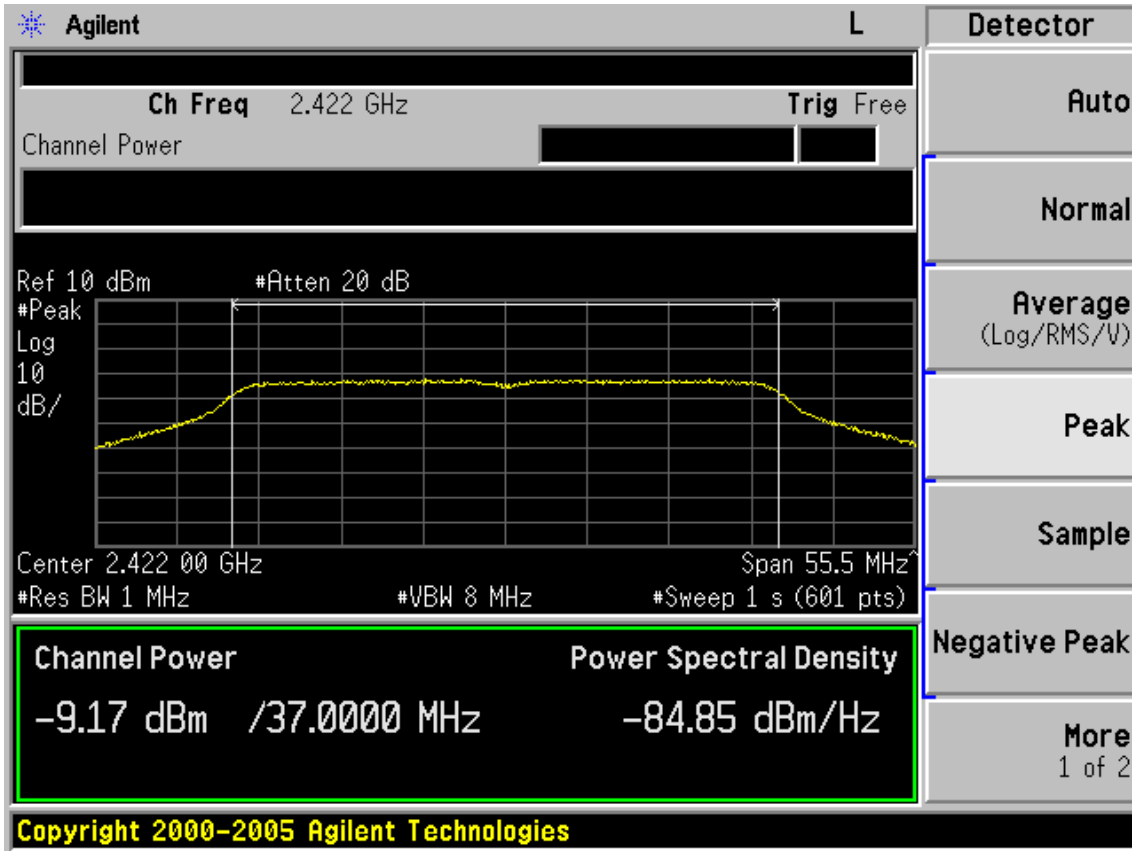 Agilent L Detector
Ch Freq 2.422 GHz Trig Free
Channel Power
Auto
Normal
Average
(Log/RMS/V)
Peak
Sample
Negative Peak
More
1 of 2
Ref 10 dBm #Atten 20 dB
#Peak
Log
10
dB/
Center 2.422 00 GHz Span 55.5 MHz^
#Res BW 1 MHz #VBW 8 MHz #Sweep 1 s (601 pts)
Channel Power Power Spectral Density
-9.17 dBm /37.0000 MHz -84.85 dBm/Hz
Copyright 2000-2005 Agilent Technologies